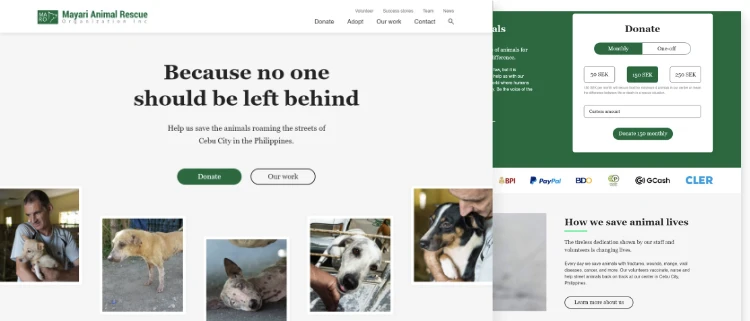 MA
RO
Mayari Animal Rescue
Organization Inc
Volunteer Success stories Team News
Donate Adopt Our work Contact
Because no one
should be left behind
Help us save the animals roaming the streets of
Cebu City in the Philippines.
Donate Our work
als
of animals for
difference.
Donate
Monthly One-off
50 SEK 150 SEK 250 SEK
Custom amount
Donate 150 monthly
BPI PayPal BDO GCash CLER
How we save animal lives
The tireless dedication shown by our staff and
volunteers is changing lives.
Every day we save animals with fractures, wounds, mange, viral
diseases, cancer, and more. Our volunteers vaccinate, rescue and
help street animals back on track at our center in Cebu City,
Philippines.
Learn more about us